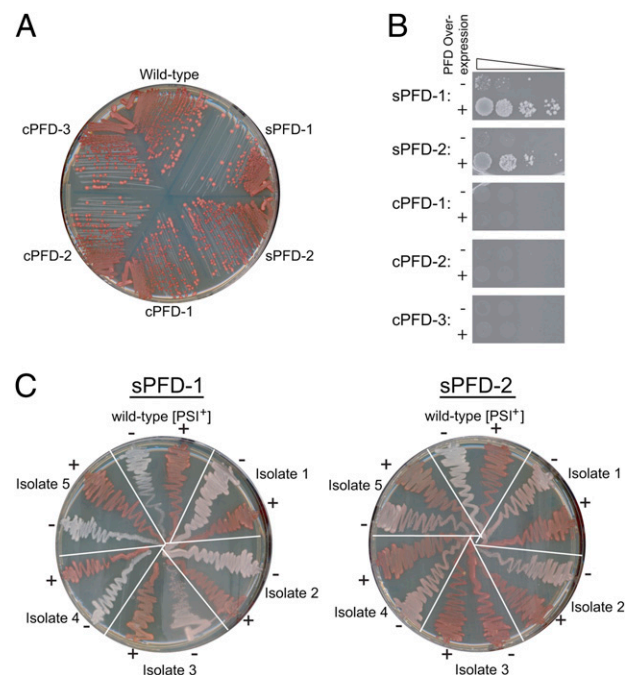 A
Wild-type
cPFD-3
sPFD-1
cPFD-2
sPFD-2
cPFD-1
B
PFD Over-
expression
-
sPFD-1:
+
-
sPFD-2:
+
-
cPFD-1:
+
-
cPFD-2:
+
-
cPFD-3:
+
C
sPFD-1
wild-type [PSI+]
- +
+ -
Isolate 5
Isolate 1
- +
+ -
Isolate 4
Isolate 2
- +
+ -
Isolate 3
sPFD-2
wild-type [PSI+]
- +
+ -
Isolate 5
Isolate 1
- +
+ -
Isolate 4
Isolate 2
- +
+ -
Isolate 3